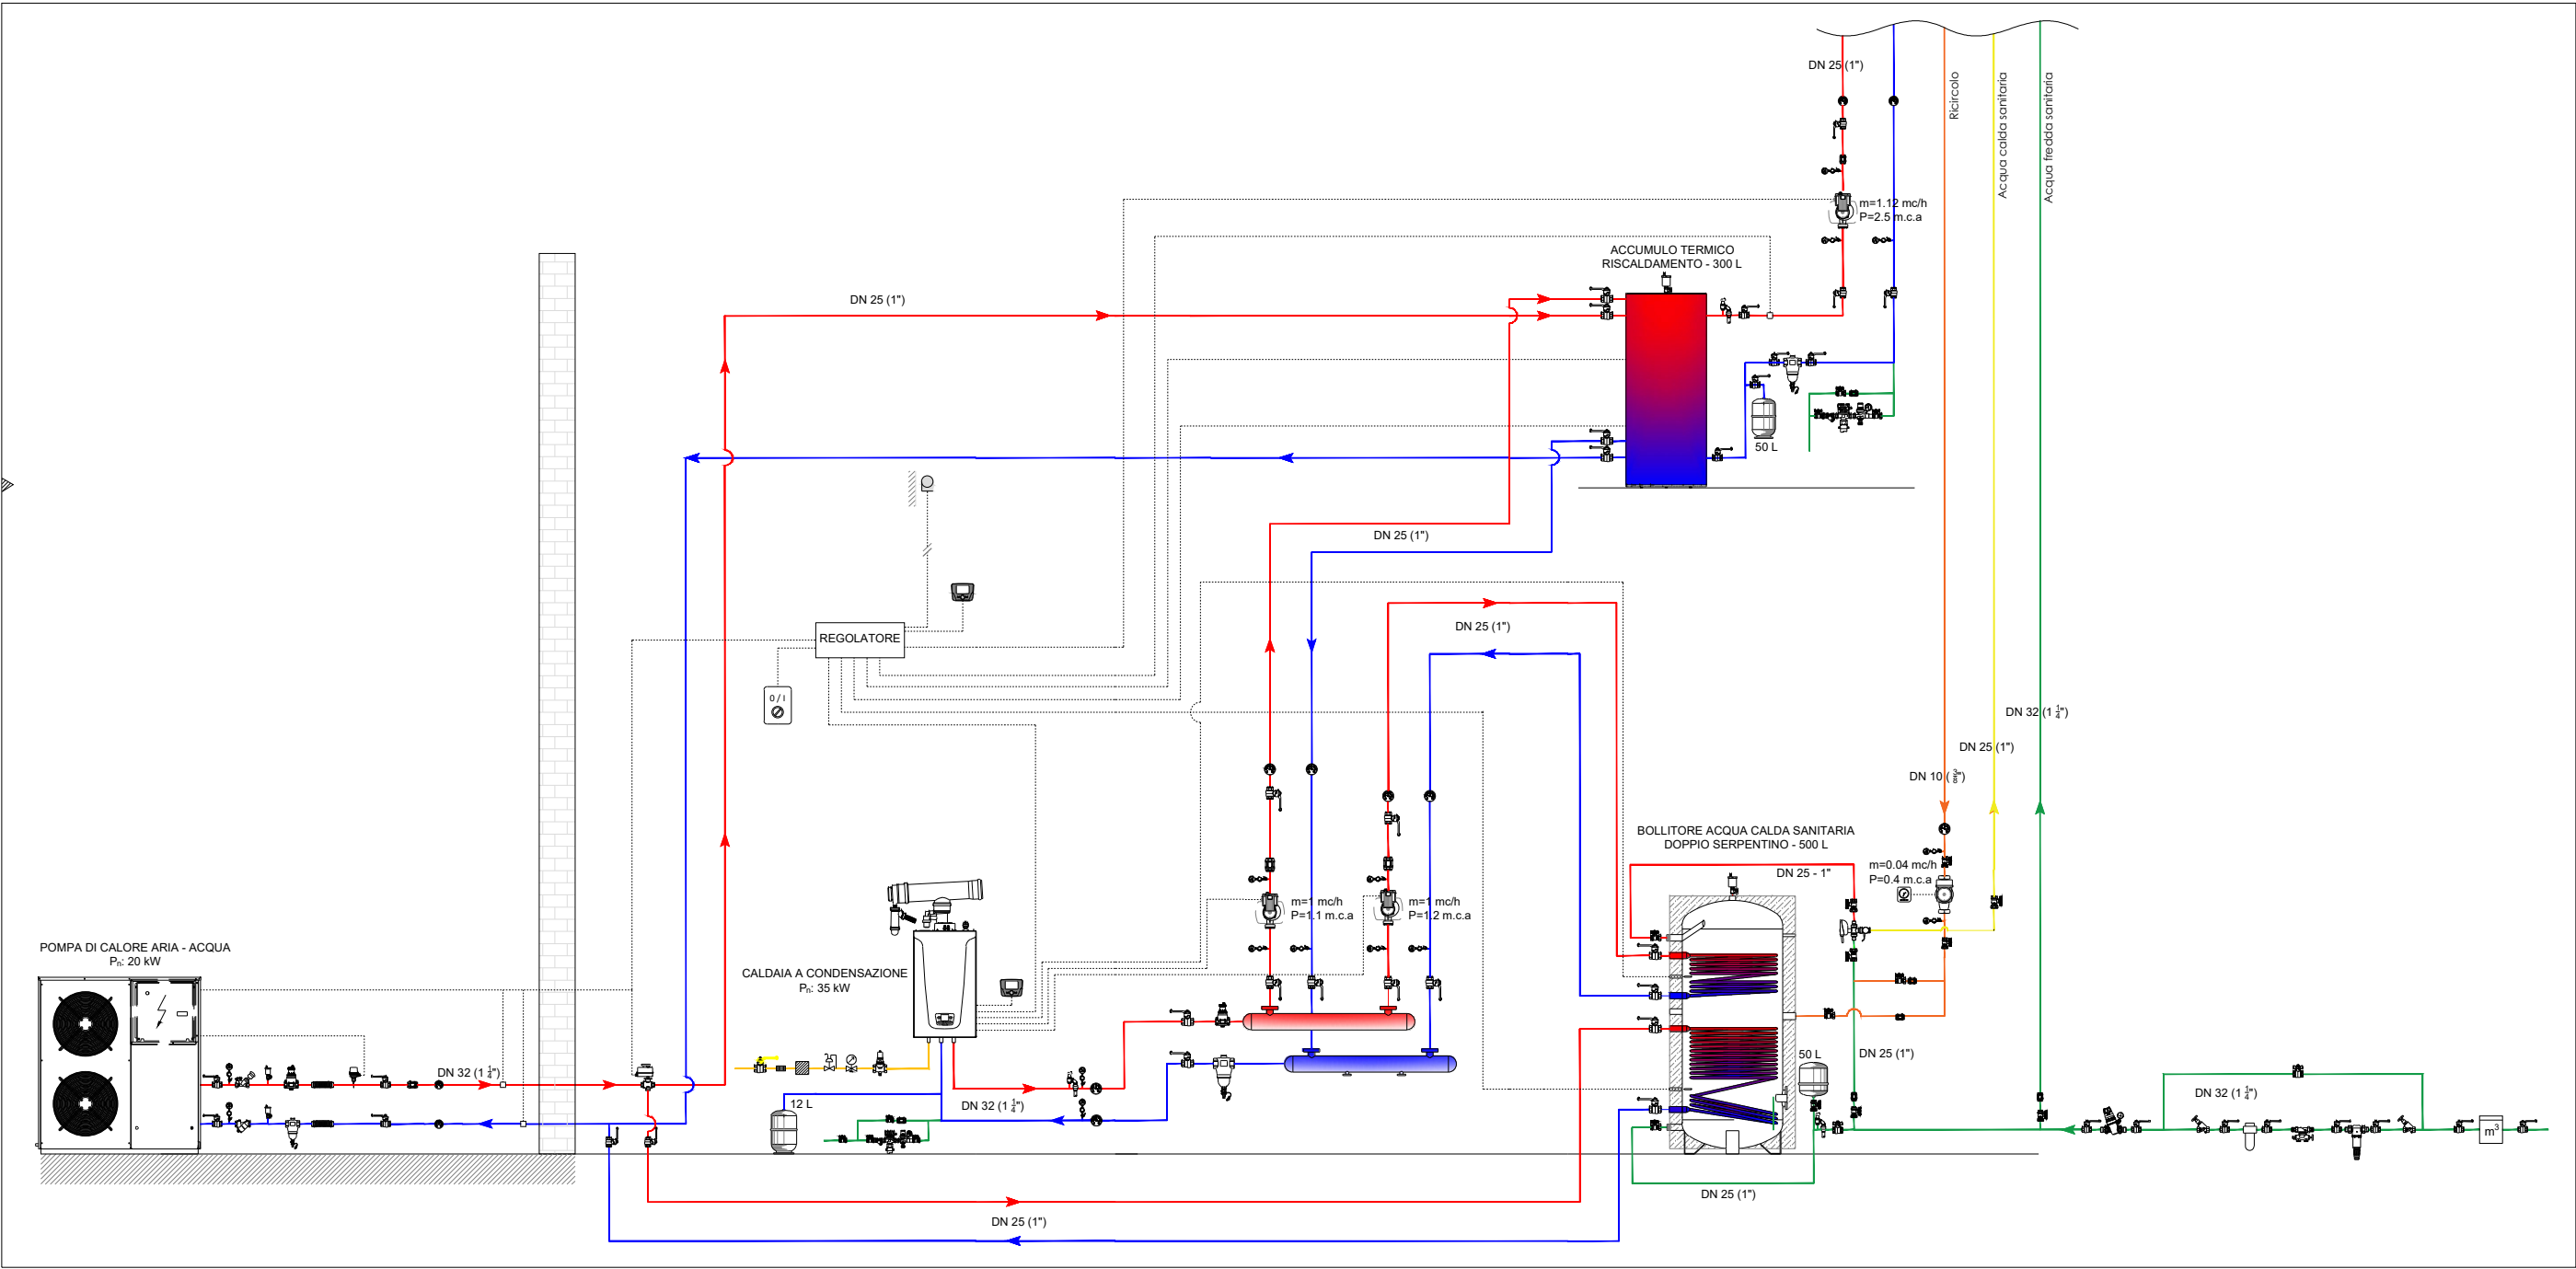 DN 25 (1")
Ricircolo
Acqua calda sanitaria
Acqua fredda sanitaria
m=1.12 mc/h
P=2.5 m.c.a
ACCUMULO TERMICO
RISCALDAMENTO - 300 L
DN 25 (1")
50 L
DN 25 (1")
REGOLATORE
DN 25 (1")
0 / I
DN 32 (1 1/4")
DN 25 (1")
DN 10 ( 3/8")
BOLLITORE ACQUA CALDA SANITARIA
DOPPIO SERPENTINO - 500 L
m=0.04 mc/h
P=0.4 m.c.a
DN 25 - 1"
m=1 mc/h
P=1.1 m.c.a
m=1 mc/h
P=1.2 m.c.a
POMPA DI CALORE ARIA - ACQUA
Pn: 20 kW
CALDAIA A CONDENSAZIONE
Pn: 35 kW
DN 32 (1 1/4")
50 L
DN 25 (1")
12 L
DN 32 (1 1/4")
DN 32 (1 1/4")
m³
DN 25 (1")
DN 25 (1")